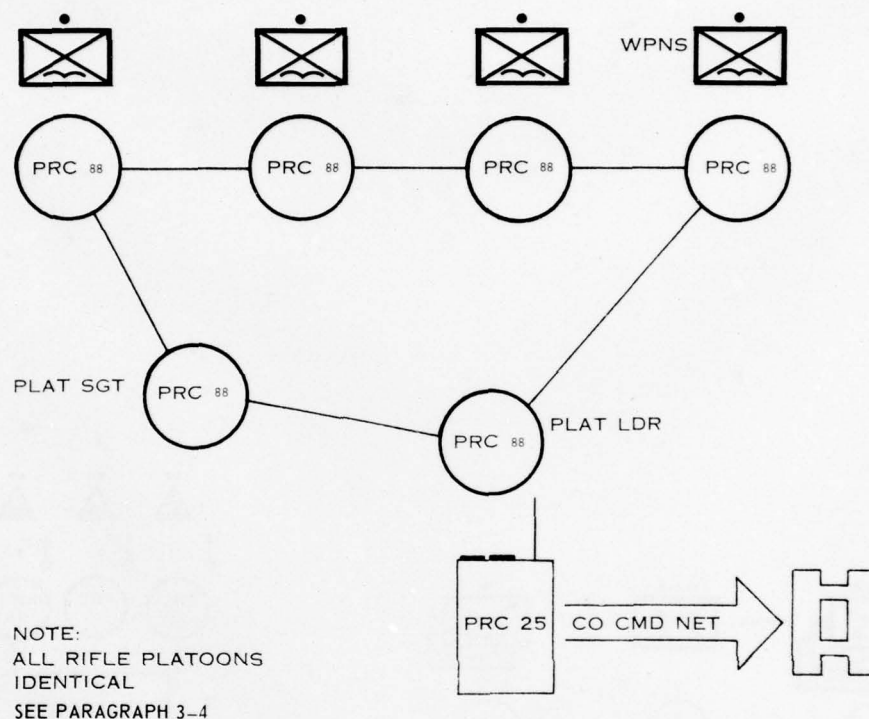 WPNS
PRC 88
PRC 88
PRC 88
PRC 88
PLAT SGT
PRC 88
PRC 88
PLAT LDR
PRC 25
CO CMD NET
NOTE:
ALL RIFLE PLATOONS
IDENTICAL
SEE PARAGRAPH 3-4